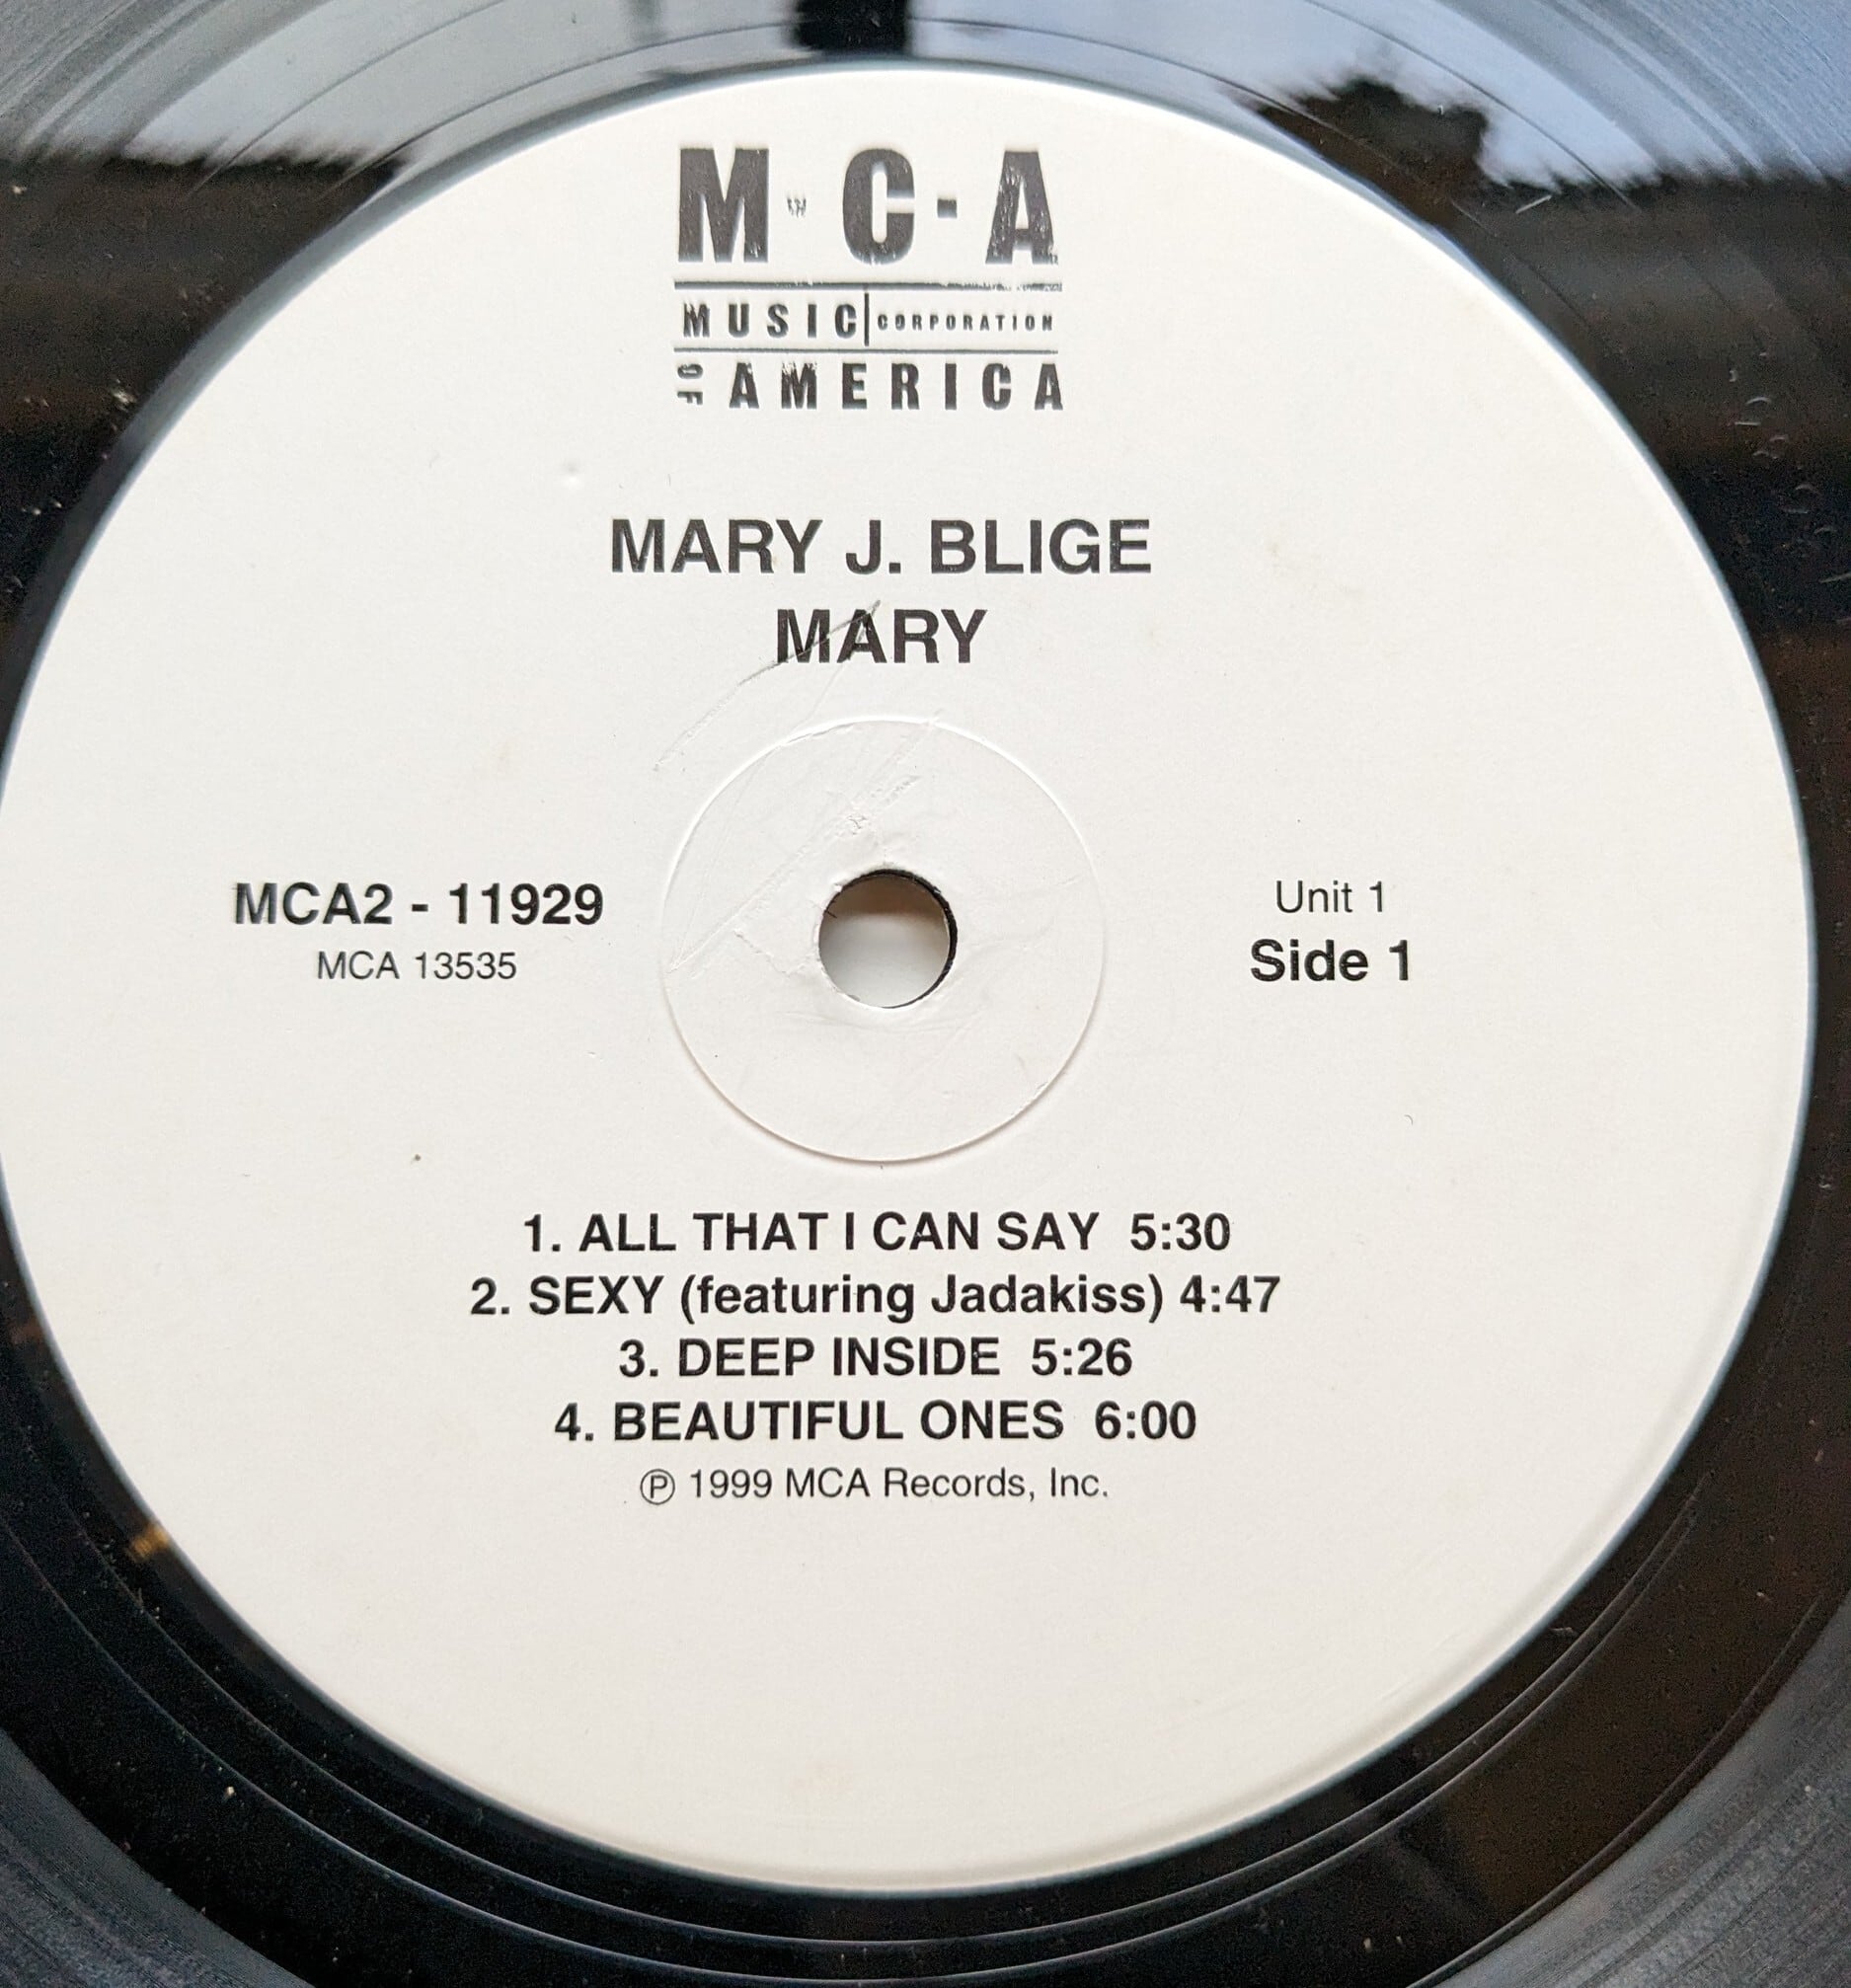 M·C·A
MUSIC CORPORATION
OF AMERICA
MARY J. BLIGE
MARY
MCA2 - 11929
MCA 13535
Unit 1
Side 1
1. ALL THAT I CAN SAY 5:30
2. SEXY (featuring Jadakiss) 4:47
3. DEEP INSIDE 5:26
4. BEAUTIFUL ONES 6:00
℗ 1999 MCA Records, Inc.